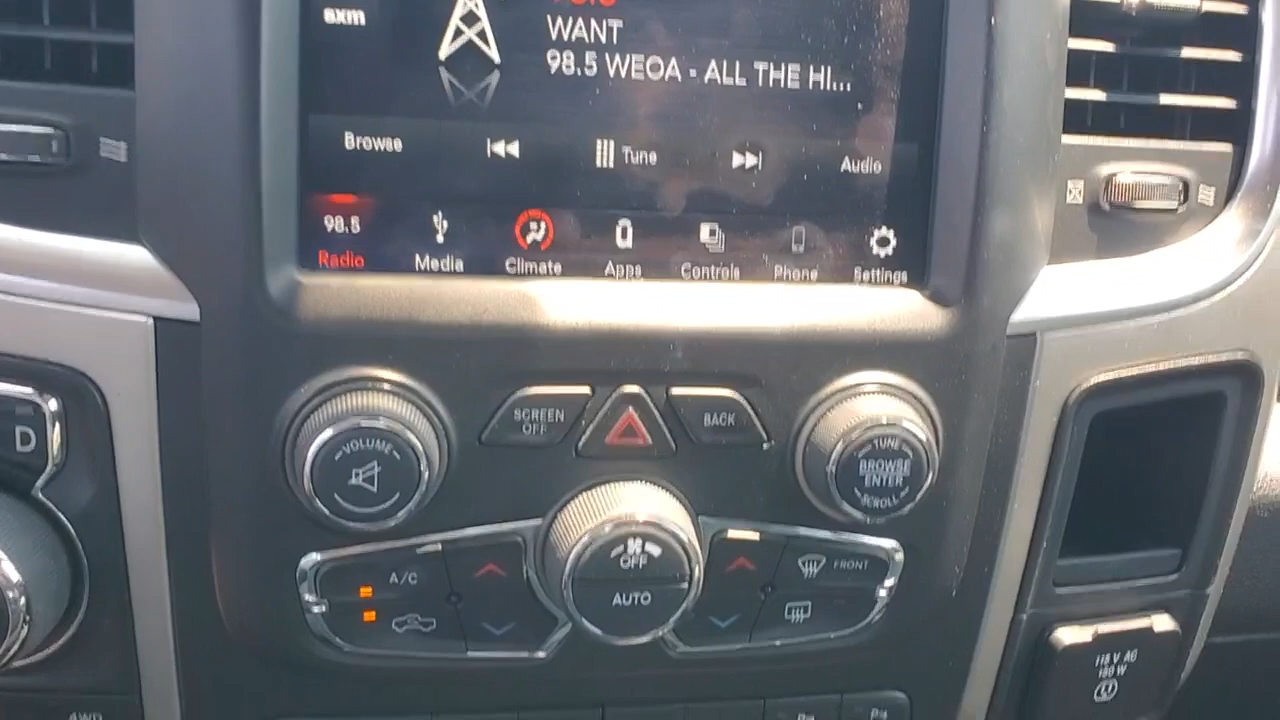 sxm
WANT
98.5 WEOA - ALL THE HI...
Browse
Tune
Audio
98.5
Radio
Media
Climate
Apps
Controls
Phone
Settings
D
VOLUME
SCREEN
OFF
BACK
TUNE
BROWSE
ENTER
SCROLL
A/C
OFF
AUTO
FRONT
115 V AC
180 W
4WD